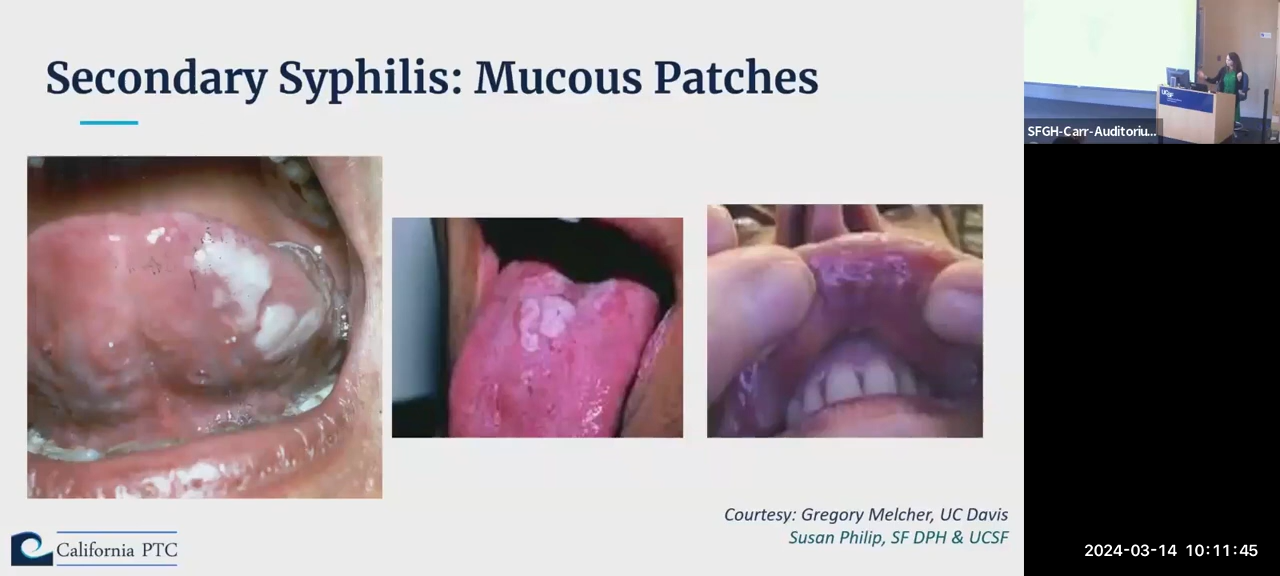 Secondary Syphilis: Mucous Patches
SFGH-Carr-Auditoriu...
UCSF
Courtesy: Gregory Melcher, UC Davis
Susan Philip, SF DPH & UCSF
California PTC
2024-03-14 10:11:45